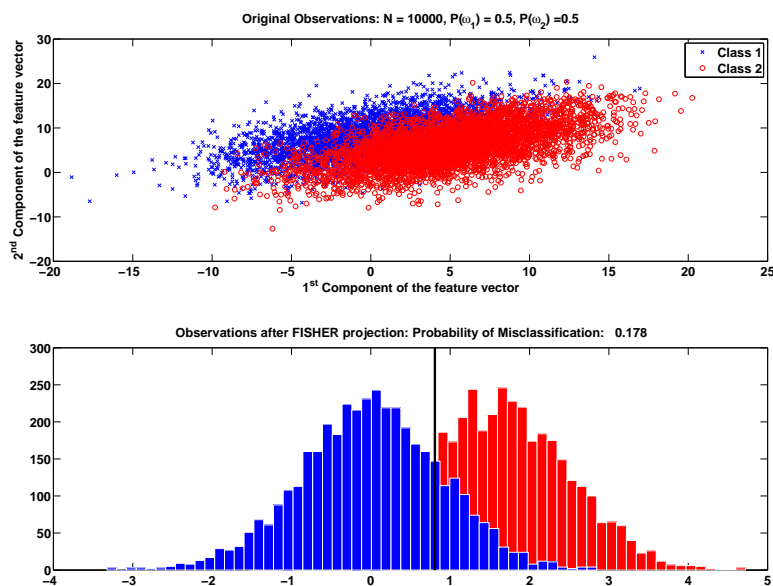 Original Observations: N = 10000, P(ω₁) = 0.5, P(ω₂) =0.5
30
20
10
0
−10
−20
2nd Component of the feature vector
Class 1
Class 2
−20 −15 −10 −5 0 5 10 15 20 25
1st Component of the feature vector
Observations after FISHER projection: Probability of Misclassification: 0.178
300
250
200
150
100
50
0
−4 −3 −2 −1 0 1 2 3 4 5